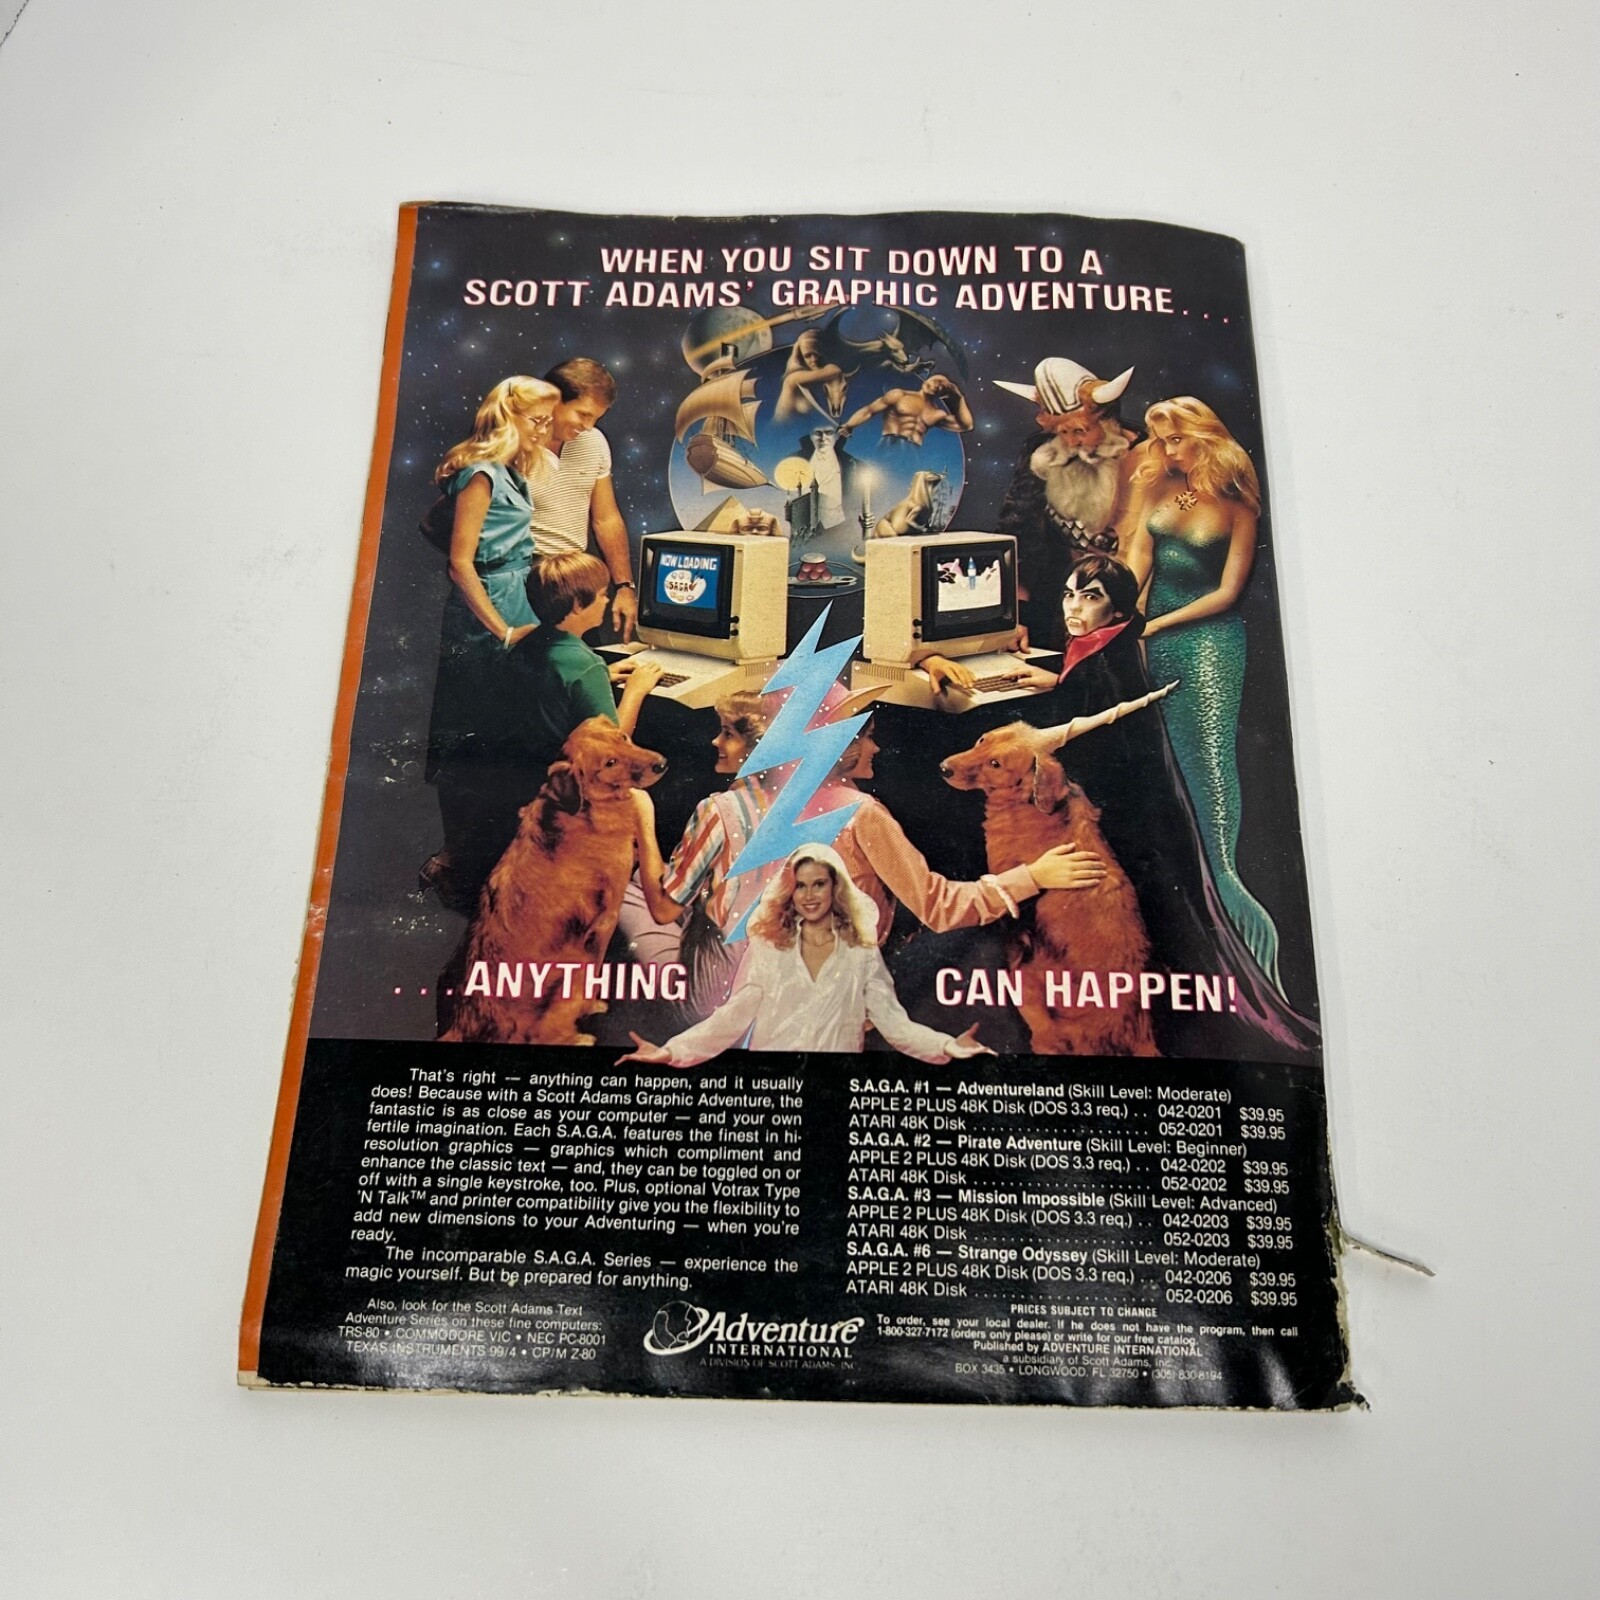 WHEN YOU SIT DOWN TO A
SCOTT ADAMS' GRAPHIC ADVENTURE...
NOW LOADING
SAGA
...ANYTHING CAN HAPPEN!
That's right — anything can happen, and it usually
does! Because with a Scott Adams Graphic Adventure, the
fantastic is as close as your computer — and your own
fertile imagination. Each S.A.G.A. features the finest in hi-
resolution graphics — graphics which compliment and
enhance the classic text — and, they can be toggled on or
off with a single keystroke, too. Plus, optional Votrax Type
'N Talk™ and printer compatibility give you the flexibility to
add new dimensions to your Adventuring — when you're
ready.
The incomparable S.A.G.A. Series — experience the
magic yourself. But be prepared for anything.
Also, look for the Scott Adams Text
Adventure Series on these fine computers:
TRS-80 • COMMODORE VIC • NEC PC-8001
TEXAS INSTRUMENTS 99/4 • CP/M Z-80
Adventure
INTERNATIONAL
A DIVISION OF SCOTT ADAMS, INC.
S.A.G.A. #1 — Adventureland (Skill Level: Moderate)
APPLE 2 PLUS 48K Disk (DOS 3.3 req.) .. 042-0201 $39.95
ATARI 48K Disk ........................ 052-0201 $39.95
S.A.G.A. #2 — Pirate Adventure (Skill Level: Beginner)
APPLE 2 PLUS 48K Disk (DOS 3.3 req.) .. 042-0202 $39.95
ATARI 48K Disk ........................ 052-0202 $39.95
S.A.G.A. #3 — Mission Impossible (Skill Level: Advanced)
APPLE 2 PLUS 48K Disk (DOS 3.3 req.) .. 042-0203 $39.95
ATARI 48K Disk ........................ 052-0203 $39.95
S.A.G.A. #6 — Strange Odyssey (Skill Level: Moderate)
APPLE 2 PLUS 48K Disk (DOS 3.3 req.) .. 042-0206 $39.95
ATARI 48K Disk ........................ 052-0206 $39.95
PRICES SUBJECT TO CHANGE
To order, see your local dealer. If he does not have the program, then call
1-800-327-7172 (orders only please) or write for our free catalog.
Published by ADVENTURE INTERNATIONAL
a subsidiary of Scott Adams, Inc.
BOX 3435 • LONGWOOD, FL 32750 • (305) 830-8194